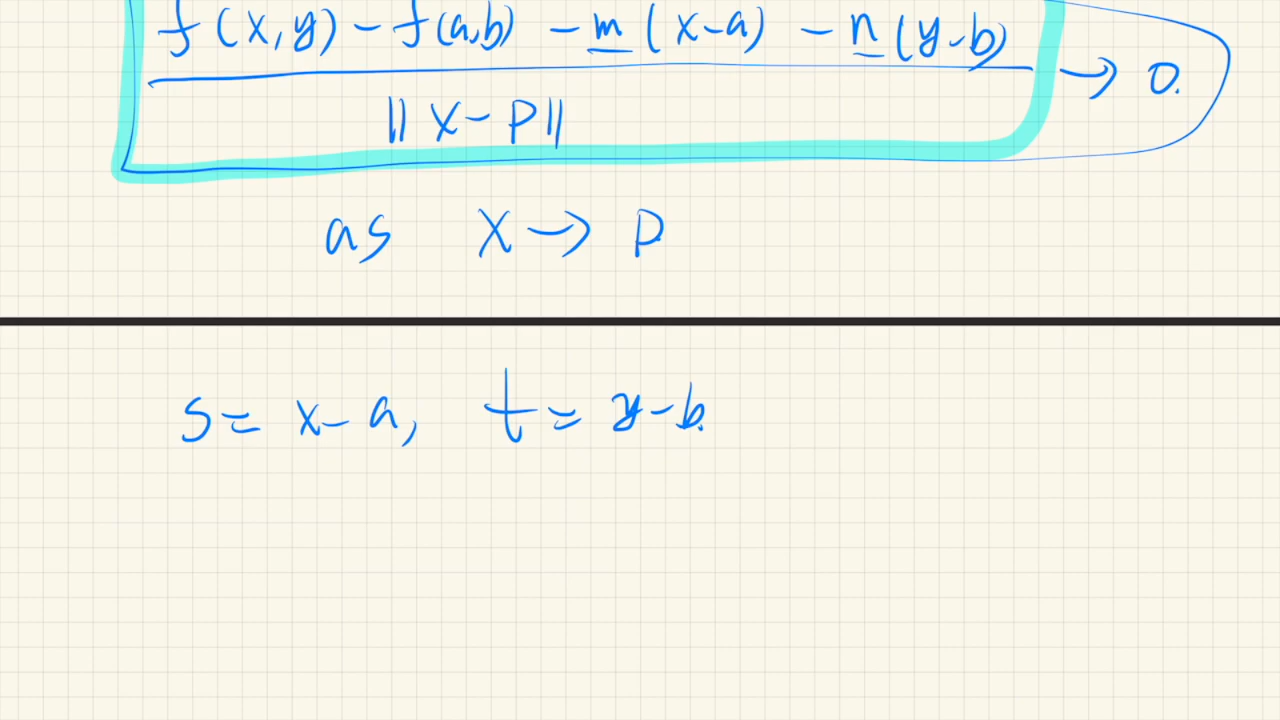 f(x,y) - f(a,b) - m(x-a) - n(y-b)
‖X-P‖
→ 0.
as X → P
s = x-a, t = y-b.